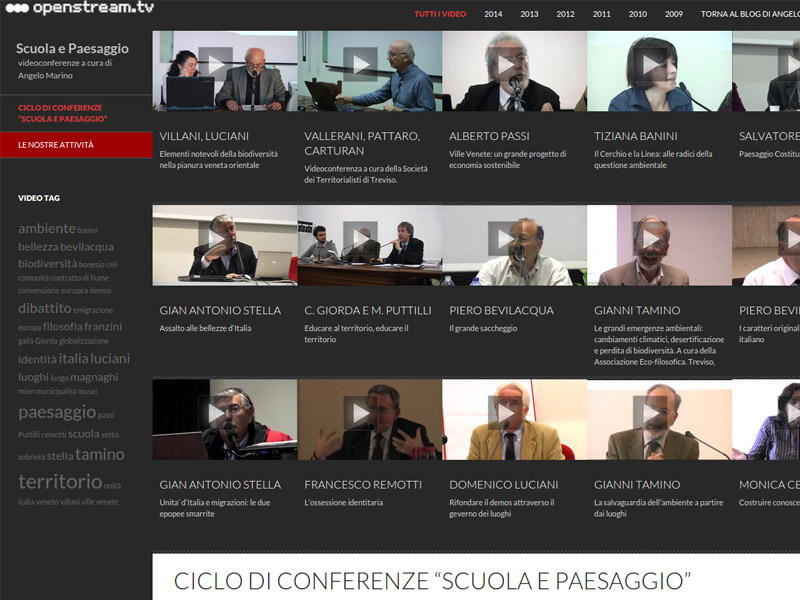 openstream.tv
TUTTI I VIDEO 2014 2013 2012 2011 2010 2009 TORNA AL BLOG DI ANGELO
Scuola e Paesaggio
videoconferenze a cura di
Angelo Marino
CICLO DI CONFERENZE
"SCUOLA E PAESAGGIO"
LE NOSTRE ATTIVITÀ
VIDEO TAG
ambiente banini
bellezza bevilacqua
biodiversità bonesio celi
comunità contratto di fiume
convenzione europea demos
dibattito emigrazione
europa filosofia franzini
galla Giorda globalizzazione
identità italia luciani
luoghi luogo magnaghi
mion municipalità musei
paesaggio passi
Puttilli remotti scuola settis
sobrietà stella tamino
territorio unità
italia veneto villani ville venete
VILLANI, LUCIANI
Elementi notevoli della biodiversità
nella pianura veneta orientale
VALLERANI, PATTARO,
CARTURAN
Videoconferenza a cura della Società
dei Territorialisti di Treviso.
ALBERTO PASSI
Ville Venete: un grande progetto di
economia sostenibile
TIZIANA BANINI
Il Cerchio e la Linea: alle radici della
questione ambientale
SALVATORE
Paesaggio Costitu
GIAN ANTONIO STELLA
Assalto alle bellezze d'Italia
C. GIORDA E M. PUTTILLI
Educare al territorio, educare il
territorio
PIERO BEVILACQUA
Il grande saccheggio
GIANNI TAMINO
Le grandi emergenze ambientali:
cambiamenti climatici, desertificazione
e perdita di biodiversità. A cura della
Associazione Eco-filosofica. Treviso,
PIERO BEVI
I caratteri original
italiano
GIAN ANTONIO STELLA
Unita' d'Italia e migrazioni: le due
epopee smarrite
FRANCESCO REMOTTI
L'ossessione identitaria
DOMENICO LUCIANI
Rifondare il demos attraverso il
governo dei luoghi
GIANNI TAMINO
La salvaguardia dell'ambiente a partire
dai luoghi
MONICA CE
Costruire conosce
CICLO DI CONFERENZE "SCUOLA E PAESAGGIO"